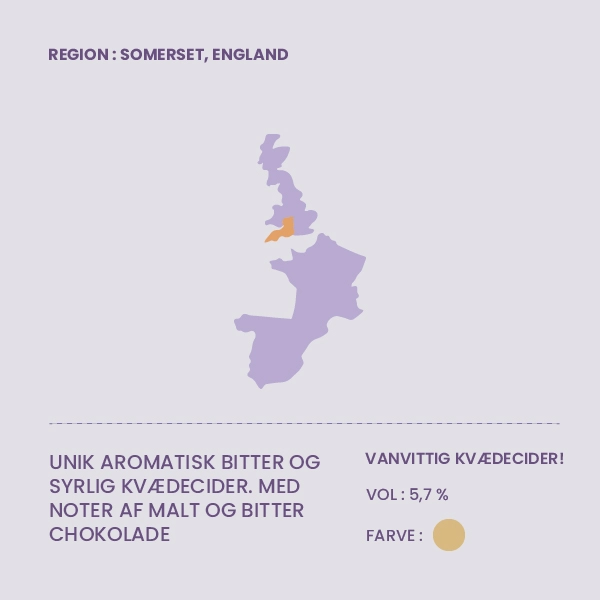 REGION : SOMERSET, ENGLAND
UNIK AROMATISK BITTER OG
SYRLIG KVÆDECIDER. MED
NOTER AF MALT OG BITTER
CHOKOLADE
VANVITTIG KVÆDECIDER!
VOL : 5,7 %
FARVE :